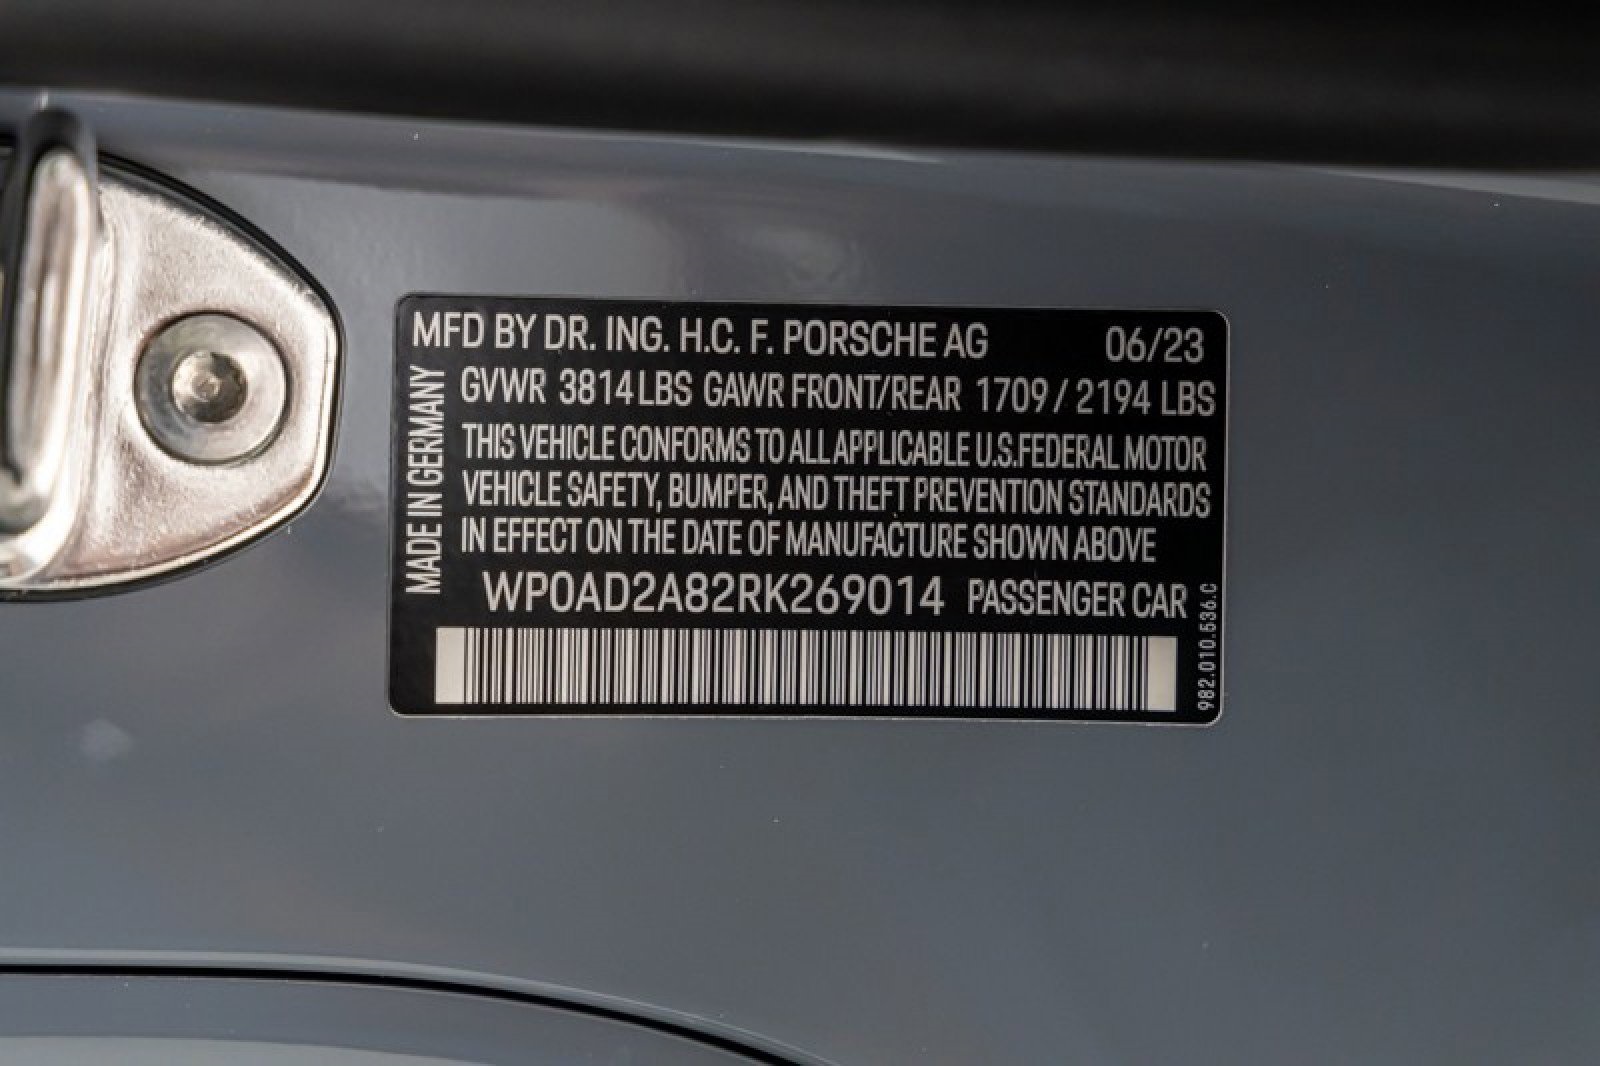 MFD BY DR. ING. H.C. F. PORSCHE AG 06/23
GVWR 3814 LBS GAWR FRONT/REAR 1709 / 2194 LBS
THIS VEHICLE CONFORMS TO ALL APPLICABLE U.S.FEDERAL MOTOR
VEHICLE SAFETY, BUMPER, AND THEFT PREVENTION STANDARDS
IN EFFECT ON THE DATE OF MANUFACTURE SHOWN ABOVE
WP0AD2A82RK269014 PASSENGER CAR
MADE IN GERMANY
982.010.536.C